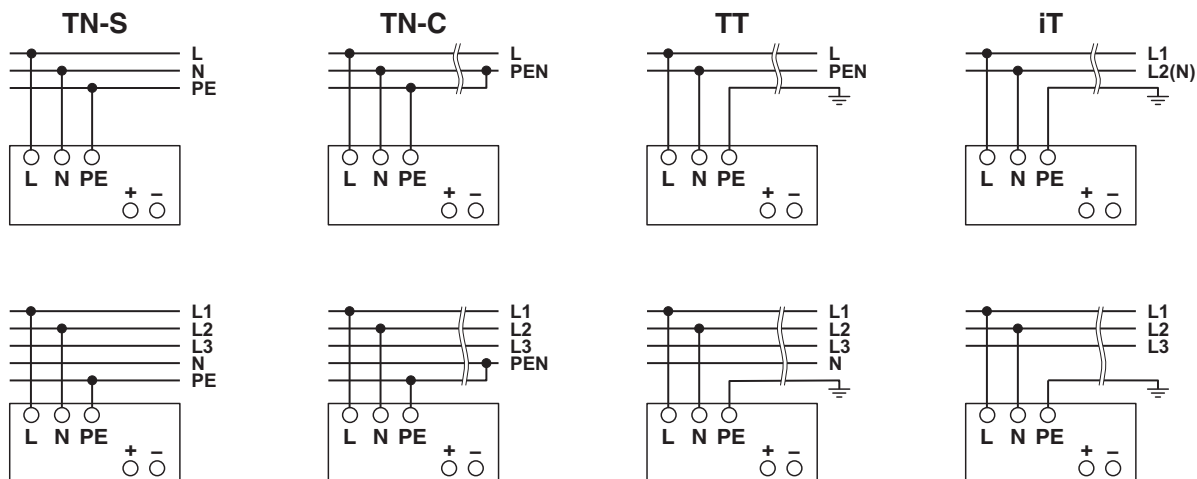 TN-S
L
N
PE
L N PE
+ –
TN-C
L
PEN
L N PE
+ –
TT
L
PEN
L N PE
+ –
iT
L1
L2(N)
L N PE
+ –
L1
L2
L3
N
PE
L N PE
+ –
L1
L2
L3
PEN
L N PE
+ –
L1
L2
L3
N
L N PE
+ –
L1
L2
L3
L N PE
+ –